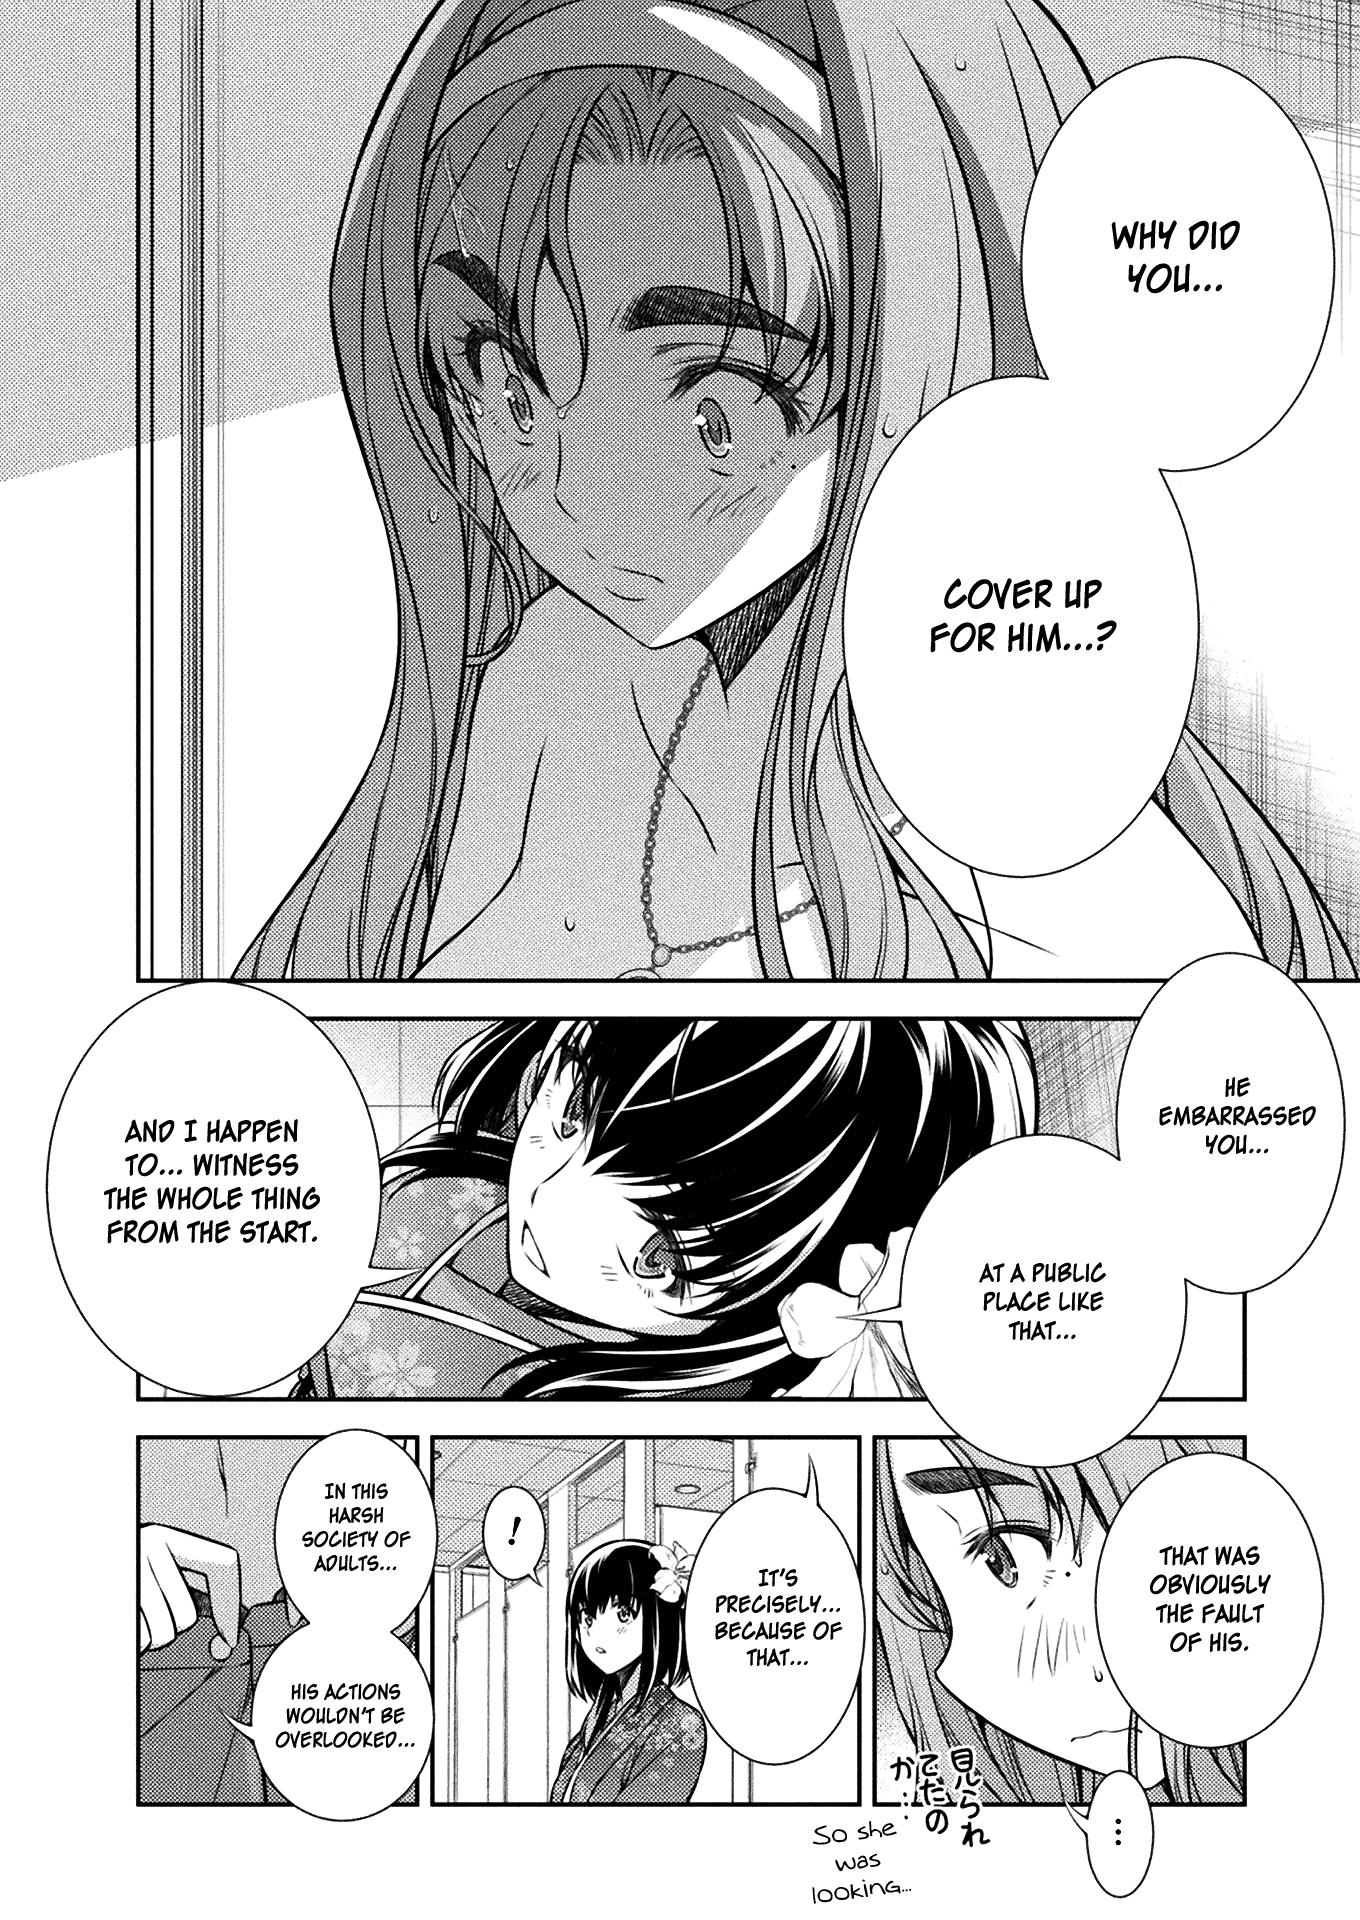 WHY DID
YOU...
COVER UP
FOR HIM...?
HE
EMBARRASSED
YOU...
AT A PUBLIC
PLACE LIKE
THAT...
AND I HAPPEN
TO... WITNESS
THE WHOLE THING
FROM THE START.
THAT WAS
OBVIOUSLY
THE FAULT
OF HIS.
...
見られ
てたの
か...
So she
was
looking...
IT'S
PRECISELY...
BECAUSE OF
THAT...
!
IN THIS
HARSH
SOCIETY OF
ADULTS...
HIS ACTIONS
WOULDN'T BE
OVERLOOKED...